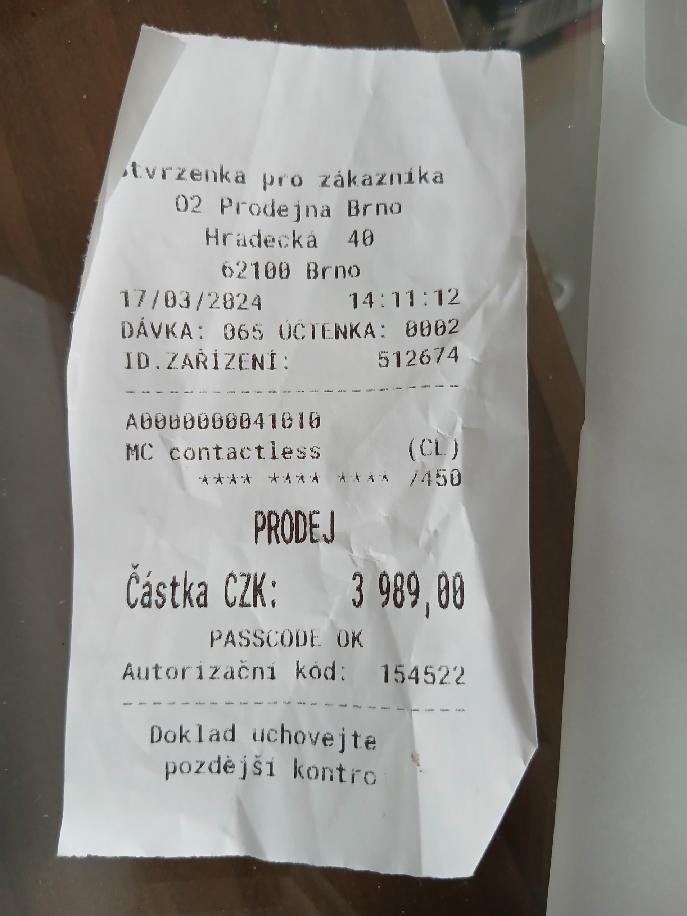 tvrzenka pro zákazníka
O2 Prodejna Brno
Hradecká 40
62100 Brno
17/03/2024 14:11:12
DÁVKA: 065 ÚČTENKA: 0002
ID.ZAŘÍZENÍ: 512674
A0000000041010
MC contactless (CL)
**** **** **** 7450
PRODEJ
Částka CZK: 3 989,00
PASSCODE OK
Autorizační kód: 154522
Doklad uchovejte
pozdější kontro